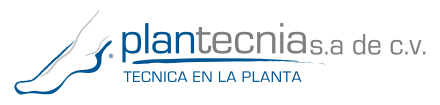 ® plantecnia s.a de c.v.
TECNICA EN LA PLANTA